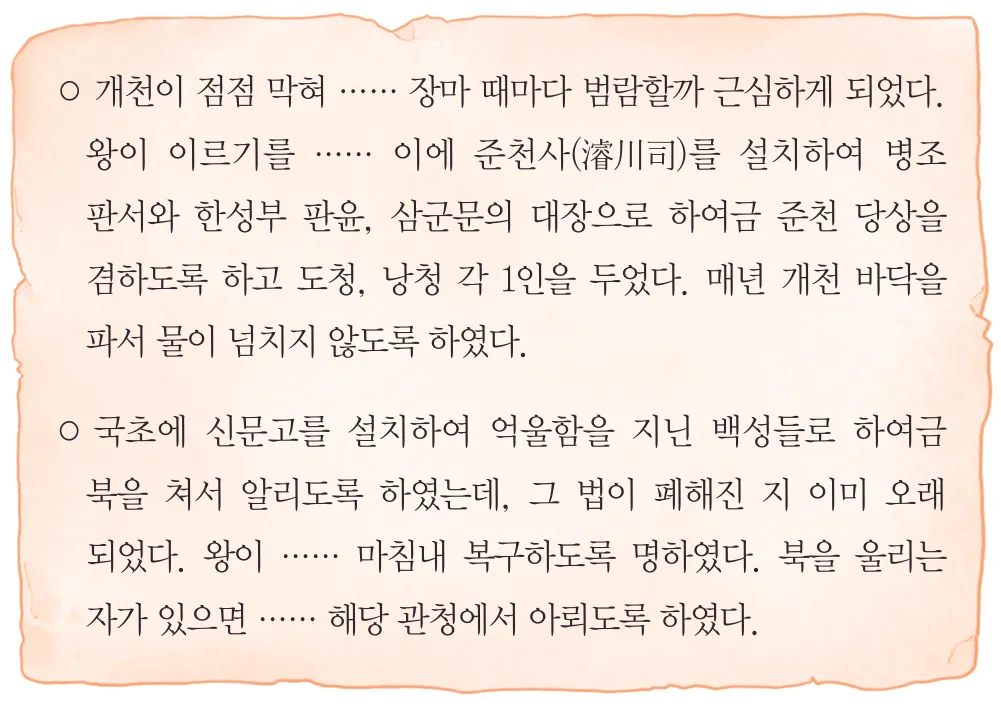 ○ 개천이 점점 막혀 …… 장마 때마다 범람할까 근심하게 되었다.
왕이 이르기를 …… 이에 준천사(濬川司)를 설치하여 병조
판서와 한성부 판윤, 삼군문의 대장으로 하여금 준천 당상을
겸하도록 하고 도청, 낭청 각 1인을 두었다. 매년 개천 바닥을
파서 물이 넘치지 않도록 하였다.
○ 국초에 신문고를 설치하여 억울함을 지닌 백성들로 하여금
북을 쳐서 알리도록 하였는데, 그 법이 폐해진 지 이미 오래
되었다. 왕이 …… 마침내 복구하도록 명하였다. 북을 울리는
자가 있으면 …… 해당 관청에서 아뢰도록 하였다.